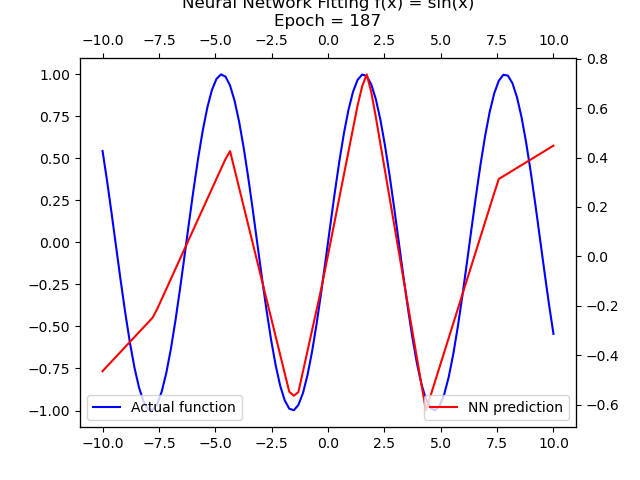 Neural Network Fitting f(x) = sin(x)
Epoch = 187
−10.0 −7.5 −5.0 −2.5 0.0 2.5 5.0 7.5 10.0
1.00
0.75
0.50
0.25
0.00
−0.25
−0.50
−0.75
−1.00
0.8
0.6
0.4
0.2
0.0
−0.2
−0.4
−0.6
Actual function
NN prediction
−10.0 −7.5 −5.0 −2.5 0.0 2.5 5.0 7.5 10.0